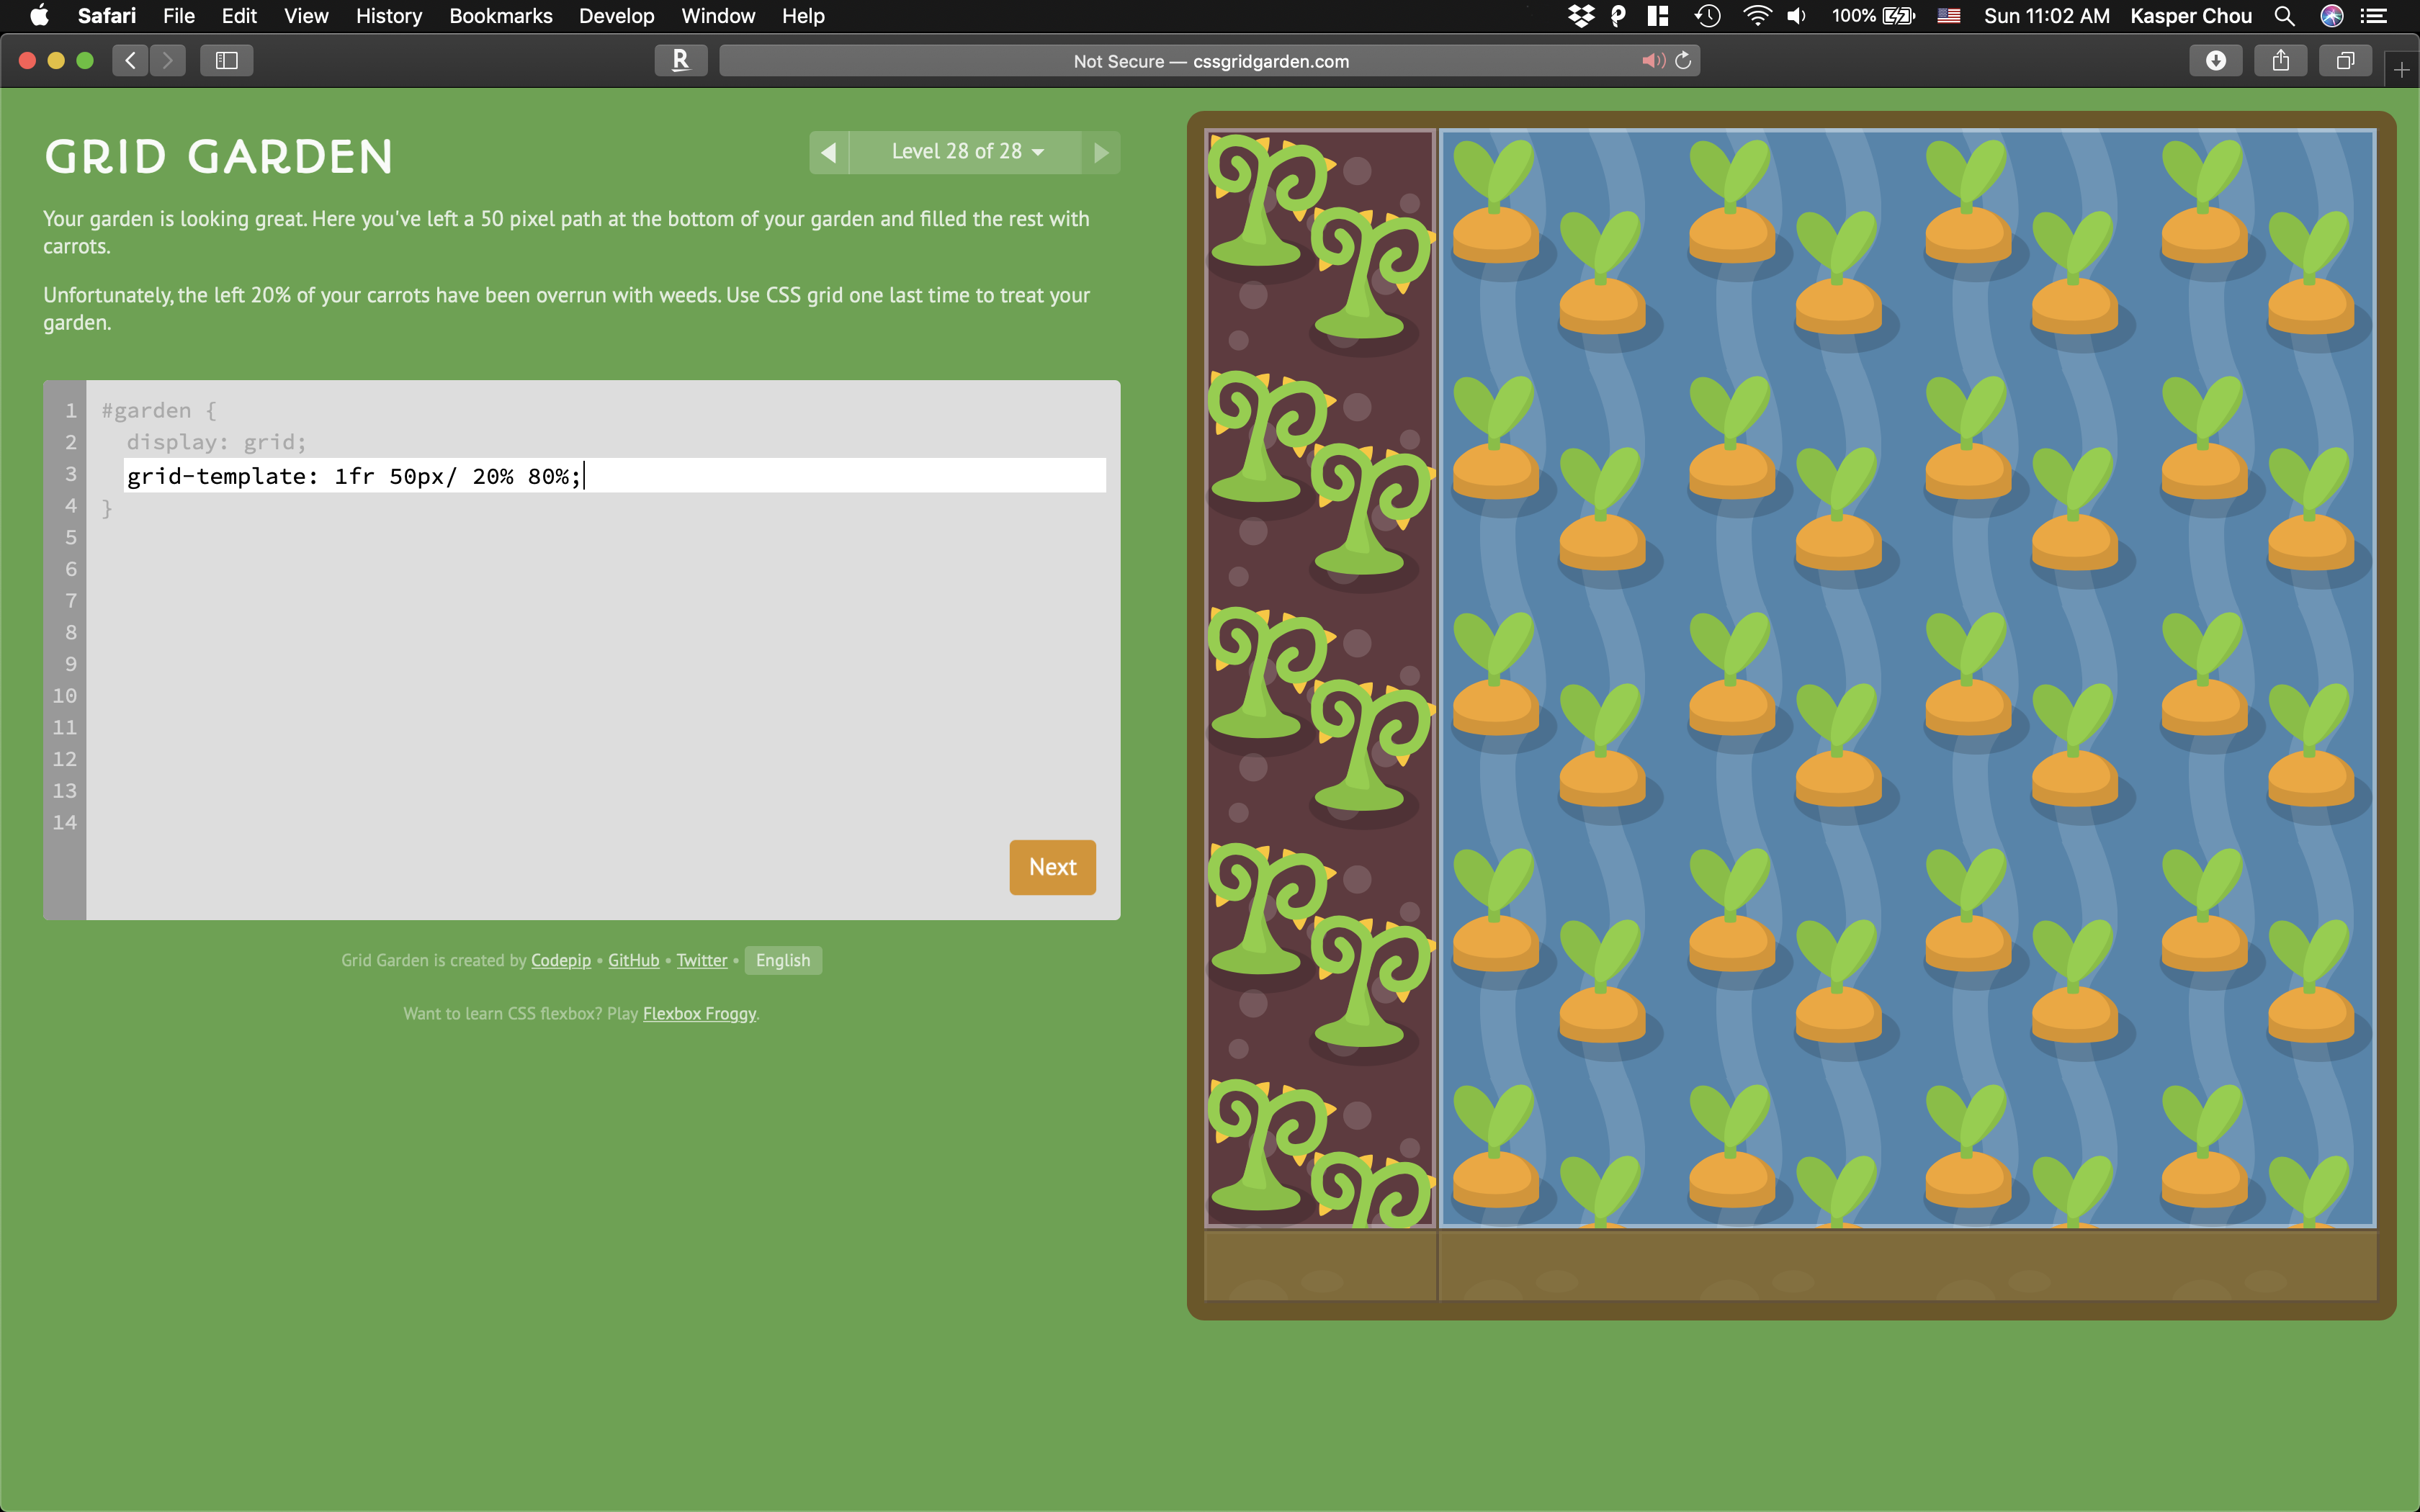 Safari File Edit View History Bookmarks Develop Window Help 100% Sun 11:02 AM Kasper Chou
R Not Secure — cssgridgarden.com
GRID GARDEN
Level 28 of 28
Your garden is looking great. Here you've left a 50 pixel path at the bottom of your garden and filled the rest with
carrots.
Unfortunately, the left 20% of your carrots have been overrun with weeds. Use CSS grid one last time to treat your
garden.
1 #garden {
2 display: grid;
3 grid-template: 1fr 50px/ 20% 80%;
4 }
5
6
7
8
9
10
11
12
13
14
Next
Grid Garden is created by Codepip • GitHub • Twitter • English
Want to learn CSS flexbox? Play Flexbox Froggy.